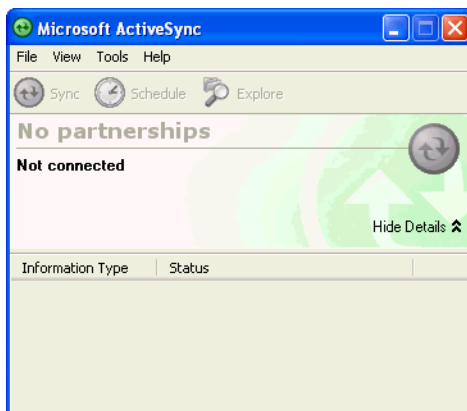 Microsoft ActiveSync
File View Tools Help
Sync Schedule Explore
No partnerships
Not connected
Hide Details
Information Type Status